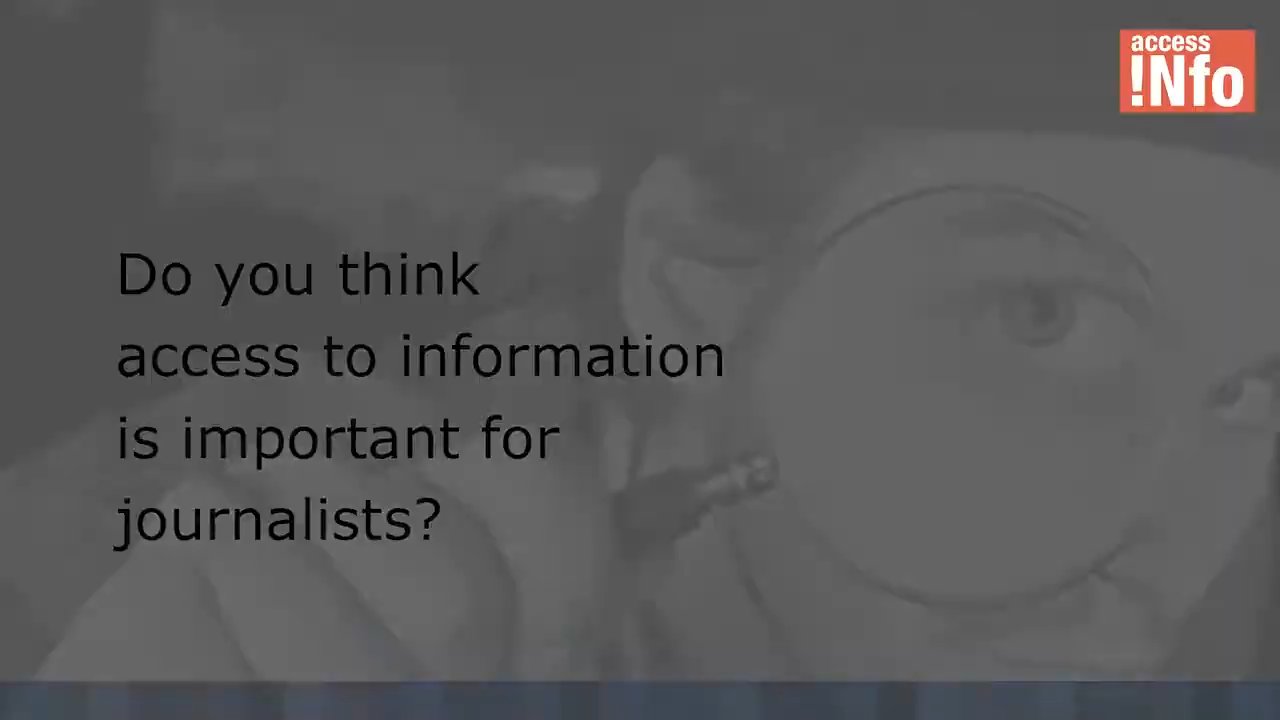 access
!Nfo
Do you think
access to information
is important for
journalists?